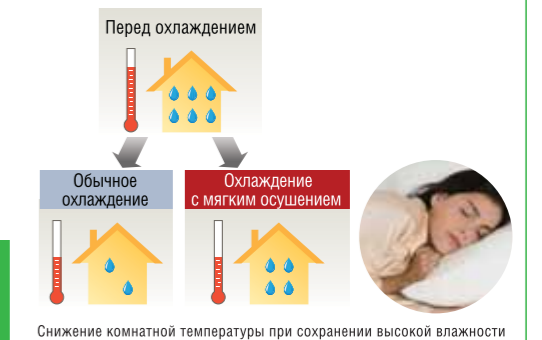 Перед охлаждением
Обычное
охлаждение
Охлаждение
с мягким осушением
Снижение комнатной температуры при сохранении высокой влажности